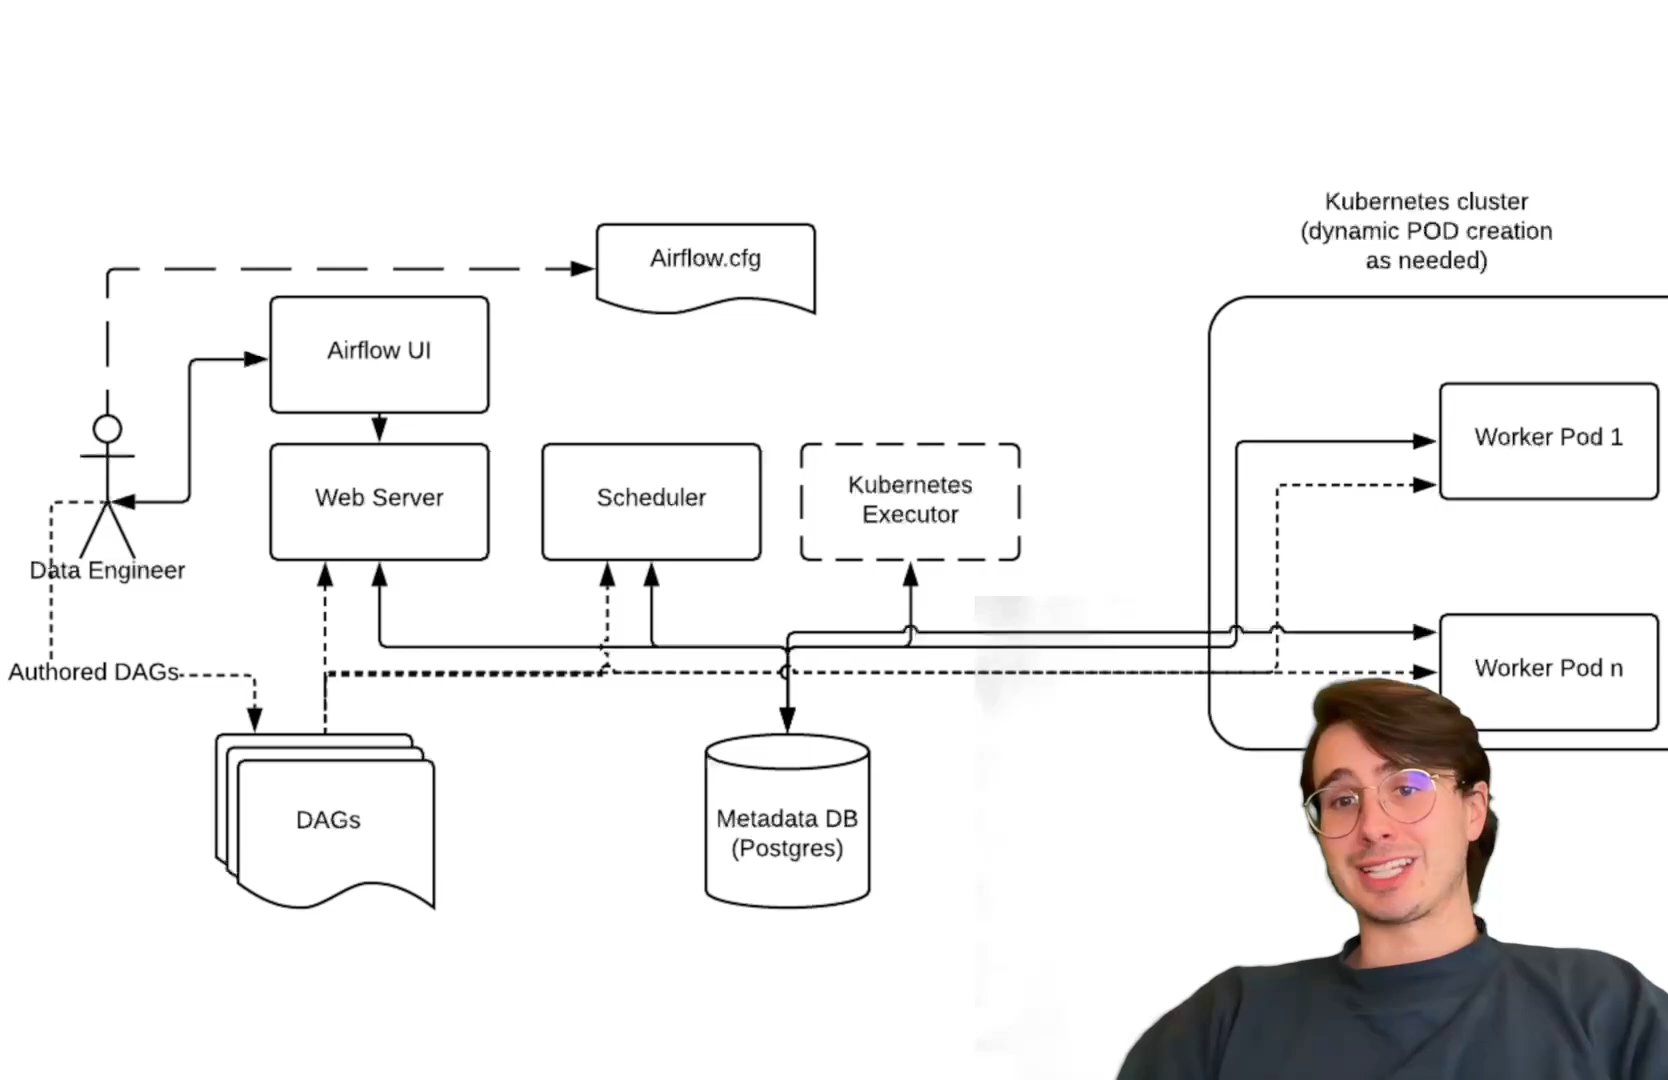 Kubernetes cluster
(dynamic POD creation
as needed)
Airflow.cfg
Airflow UI
Web Server
Scheduler
Kubernetes
Executor
Worker Pod 1
Data Engineer
Authored DAGs
Worker Pod n
DAGs
Metadata DB
(Postgres)